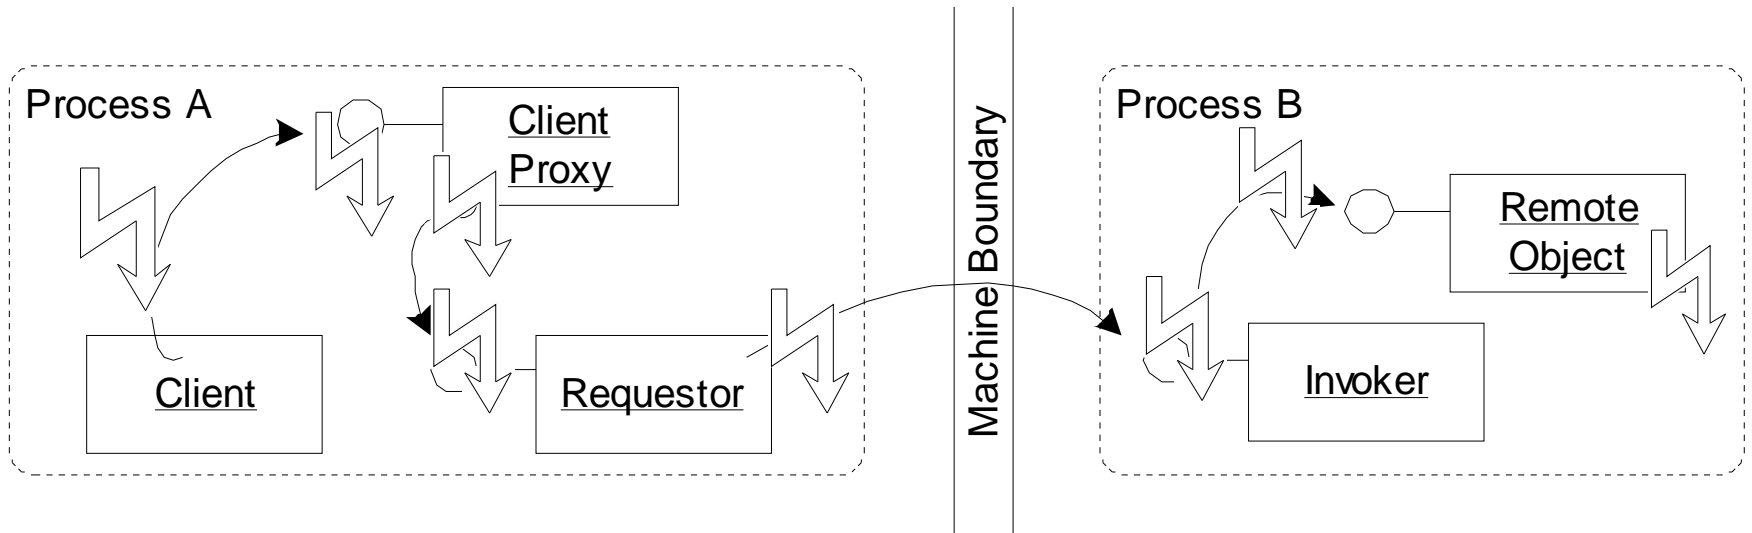 Process A
Client
Proxy
Client
Requestor
Machine Boundary
Process B
Remote
Object
Invoker